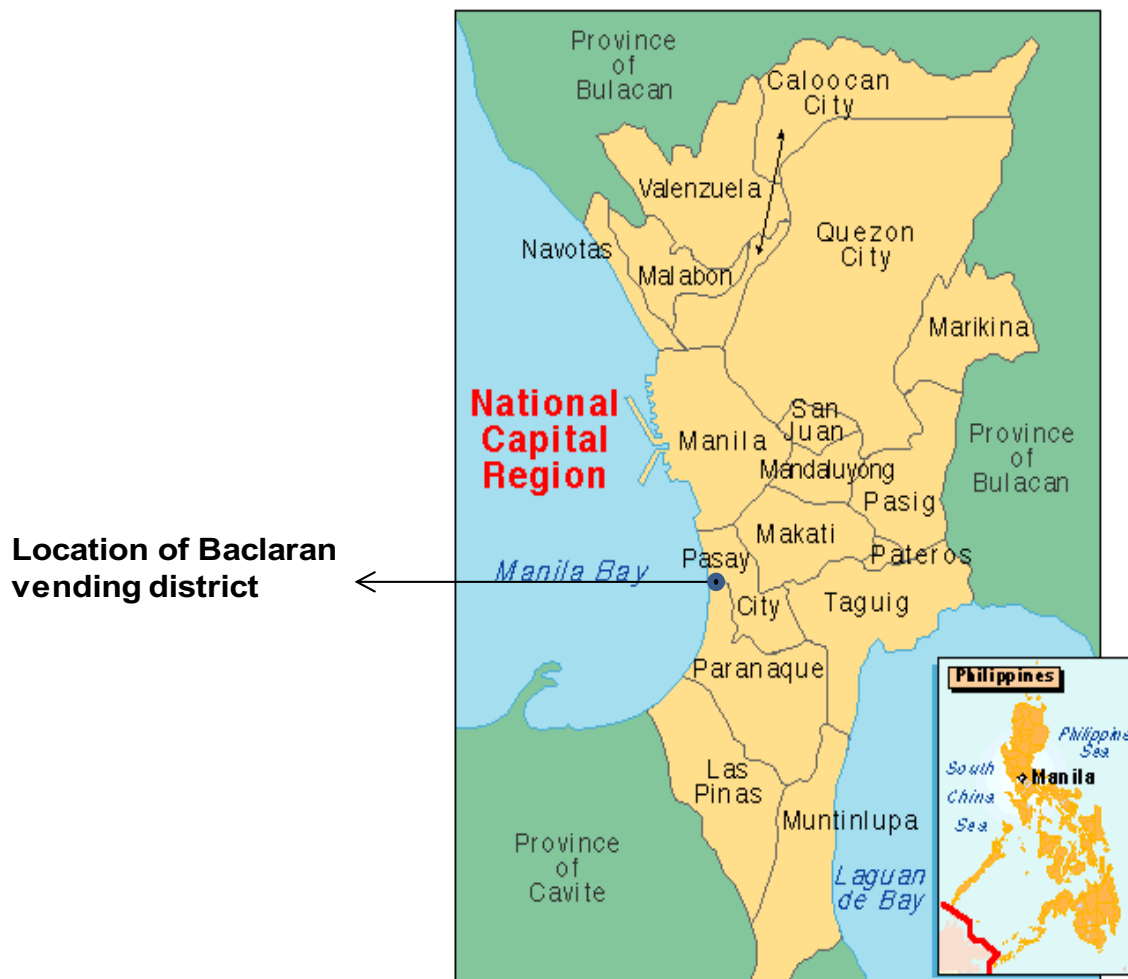 Province
of
Bulacan
Caloocan
City
Valenzuela
Quezon
City
Navotas
Malabon
Marikina
National
Capital
Region
San
Juan
Manila
Mandaluyong
Province
of
Bulacan
Pasig
Makati
Pateros
Location of Baclaran
vending district
Manila Bay
Pasay
City
Taguig
Paranaque
Las
Pinas
Muntinlupa
Province
of
Cavite
Laguan
de Bay
Philippines
Philippine
Sea
South
China
Sea
Manila